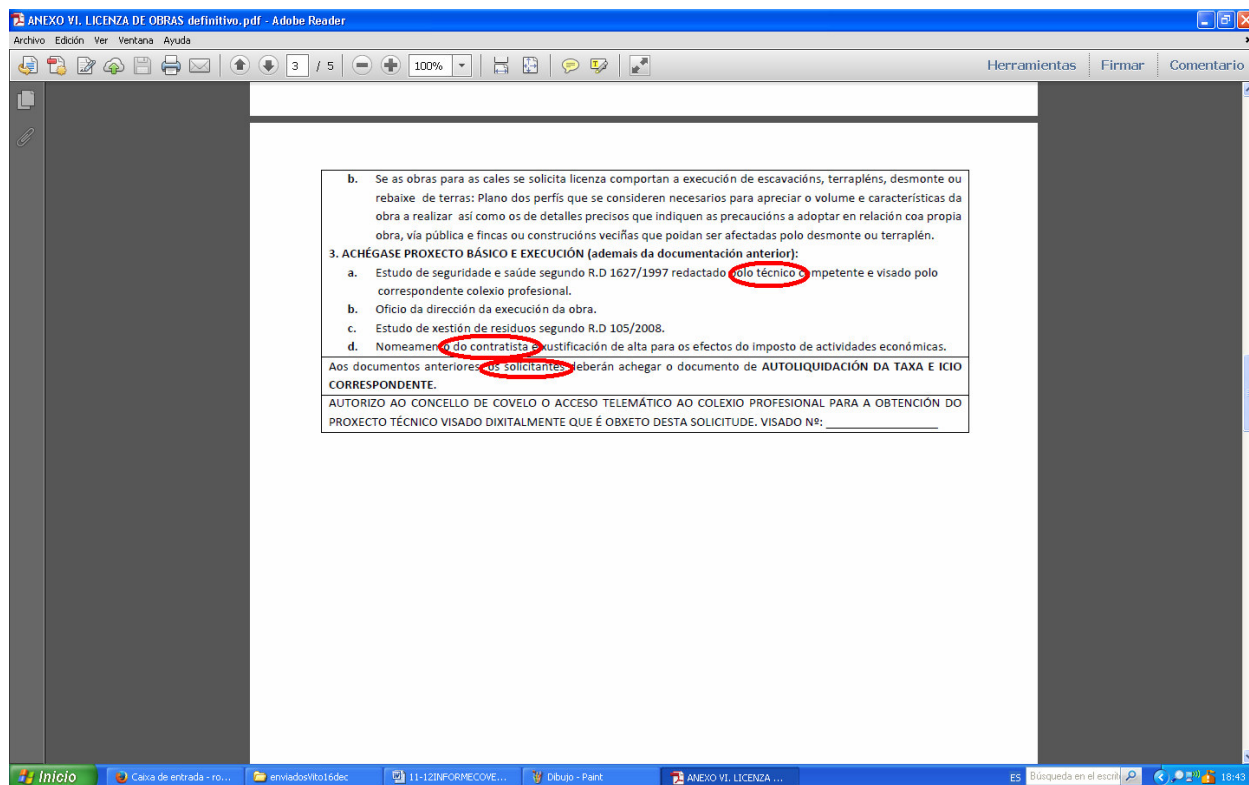 ANEXO VI. LICENZA DE OBRAS definitivo.pdf - Adobe Reader
Archivo Edición Ver Ventana Ayuda
3 / 5 100% Herramientas Firmar Comentario
b. Se as obras para as cales se solicita licenza comportan a execución de escavacións, terrapléns, desmonte ou
rebaixe de terras: Plano dos perfís que se consideren necesarios para apreciar o volume e características da
obra a realizar así como os de detalles precisos que indiquen as precaucións a adoptar en relación coa propia
obra, vía pública e fincas ou construcións veciñas que poidan ser afectadas polo desmonte ou terraplén.
3. ACHÉGASE PROXECTO BÁSICO E EXECUCIÓN (ademais da documentación anterior):
a. Estudo de seguridade e saúde segundo R.D 1627/1997 redactado polo técnico competente e visado polo
correspondente colexio profesional.
b. Oficio da dirección da execución da obra.
c. Estudo de xestión de residuos segundo R.D 105/2008.
d. Nomeamento do contratista e xustificación de alta para os efectos do imposto de actividades económicas.
Aos documentos anteriores, os solicitantes deberán achegar o documento de AUTOLIQUIDACIÓN DA TAXA E ICIO
CORRESPONDENTE.
AUTORIZO AO CONCELLO DE COVELO O ACCESO TELEMÁTICO AO COLEXIO PROFESIONAL PARA A OBTENCIÓN DO
PROXECTO TÉCNICO VISADO DIXITALMENTE QUE É OBXETO DESTA SOLICITUDE. VISADO Nº: ___________________
Inicio Caixa de entrada - ro... enviadosVito16dec 11-12INFORMECOVE... Dibujo - Paint ANEXO VI. LICENZA ... ES Búsqueda en el escrit 18:43